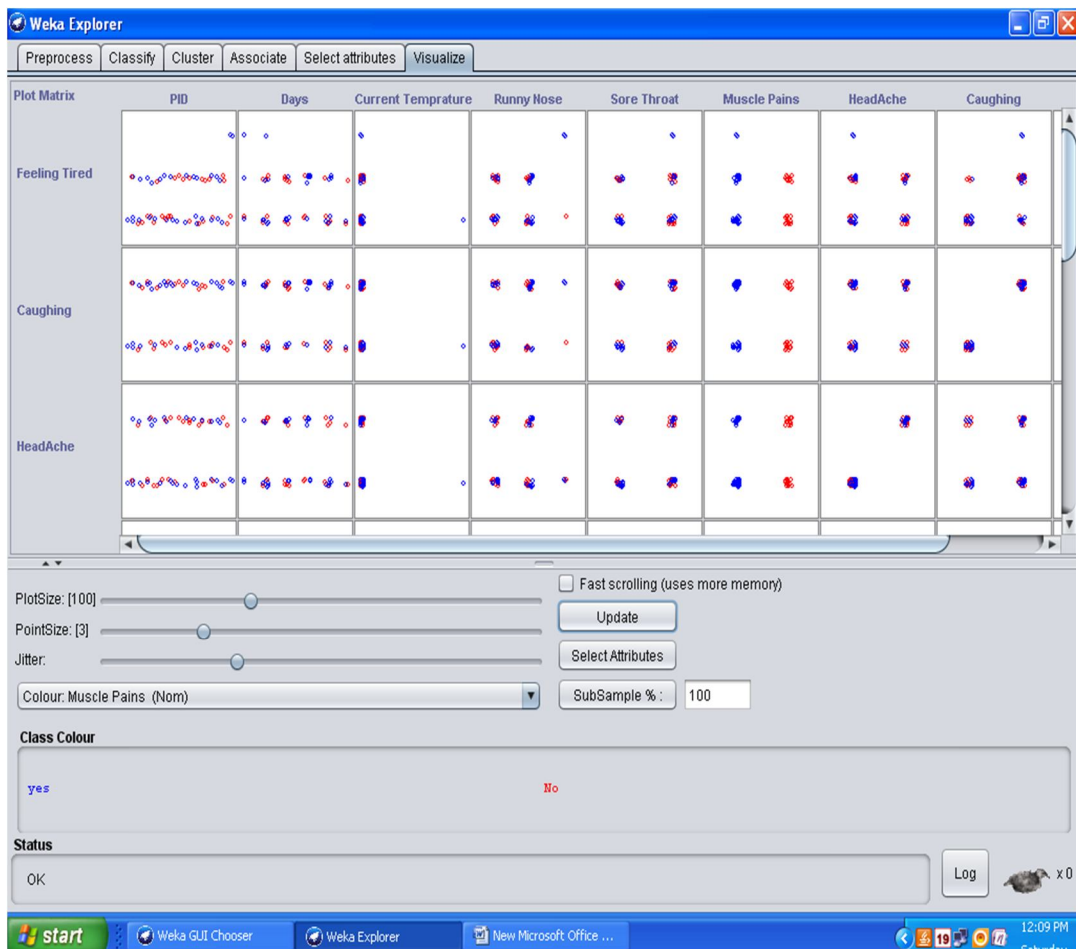 Weka Explorer
Preprocess Classify Cluster Associate Select attributes Visualize
Plot Matrix PID Days Current Temprature Runny Nose Sore Throat Muscle Pains HeadAche Caughing
Feeling Tired
Caughing
HeadAche
PlotSize: [100]
PointSize: [3]
Jitter:
Colour: Muscle Pains (Nom)
Fast scrolling (uses more memory)
Update
Select Attributes
SubSample % : 100
Class Colour
yes No
Status
OK
Log x 0
start Weka GUI Chooser Weka Explorer New Microsoft Office ... 19 12:09 PM
Saturday